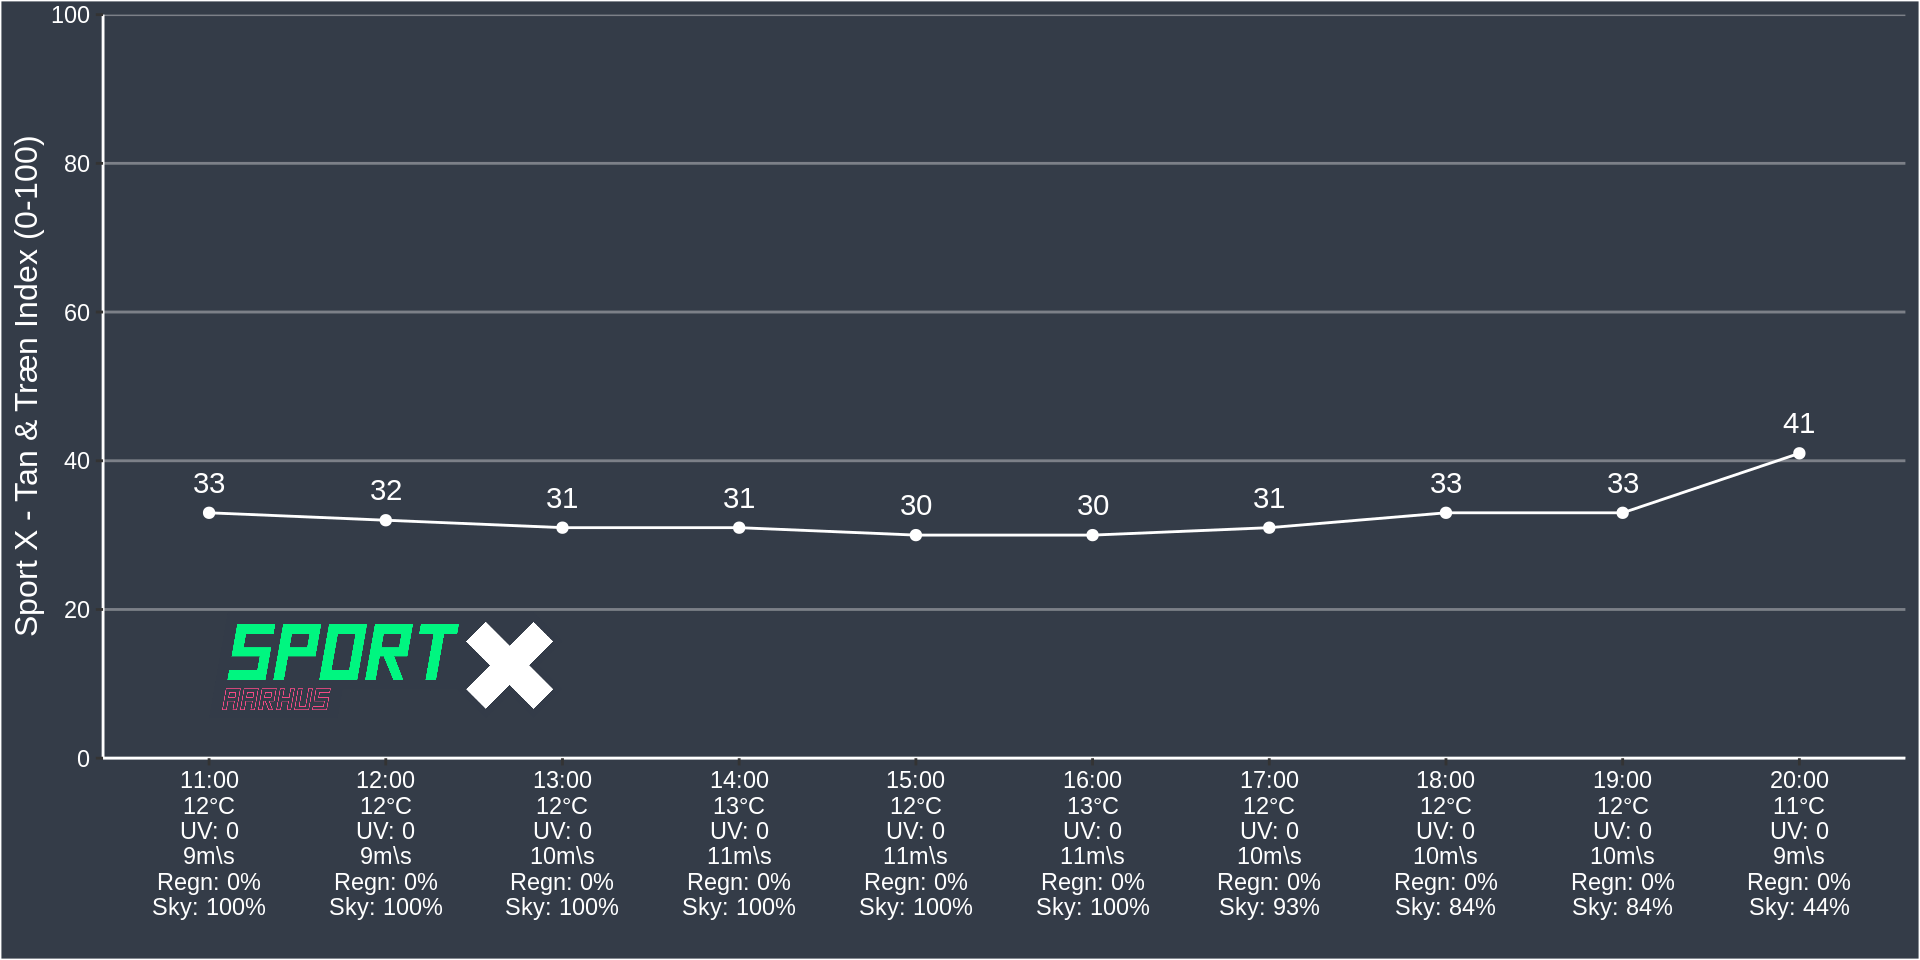 Sport X - Tan & Træn Index (0-100)
100
80
60
40
20
0
33
32
31
31
30
30
31
33
33
41
SPORT X
AARHUS
11:00
12°C
UV: 0
9m\s
Regn: 0%
Sky: 100%
12:00
12°C
UV: 0
9m\s
Regn: 0%
Sky: 100%
13:00
12°C
UV: 0
10m\s
Regn: 0%
Sky: 100%
14:00
13°C
UV: 0
11m\s
Regn: 0%
Sky: 100%
15:00
12°C
UV: 0
11m\s
Regn: 0%
Sky: 100%
16:00
13°C
UV: 0
11m\s
Regn: 0%
Sky: 100%
17:00
12°C
UV: 0
10m\s
Regn: 0%
Sky: 93%
18:00
12°C
UV: 0
10m\s
Regn: 0%
Sky: 84%
19:00
12°C
UV: 0
10m\s
Regn: 0%
Sky: 84%
20:00
11°C
UV: 0
9m\s
Regn: 0%
Sky: 44%